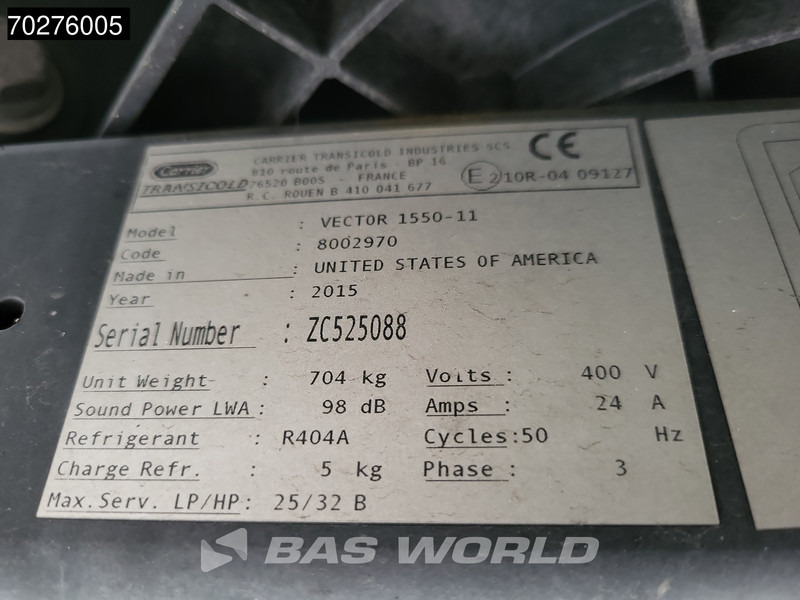 70276005
Carrier
TRANSICOLD
CARRIER TRANSICOLD INDUSTRIES SCS
810 route de Paris - BP 16
76520 BOOS - FRANCE
R.C. ROUEN B 410 041 677
CE
E2 10R-04 09127
Model : VECTOR 1550-11
Code : 8002970
Made in : UNITED STATES OF AMERICA
Year : 2015
Serial Number : ZC525088
Unit Weight : 704 kg Volts : 400 V
Sound Power LWA : 98 dB Amps : 24 A
Refrigerant R404A Cycles:50 Hz
Charge Refr. : 5 kg Phase : 3
Max.Serv. LP/HP: 25/32 B
BAS WORLD